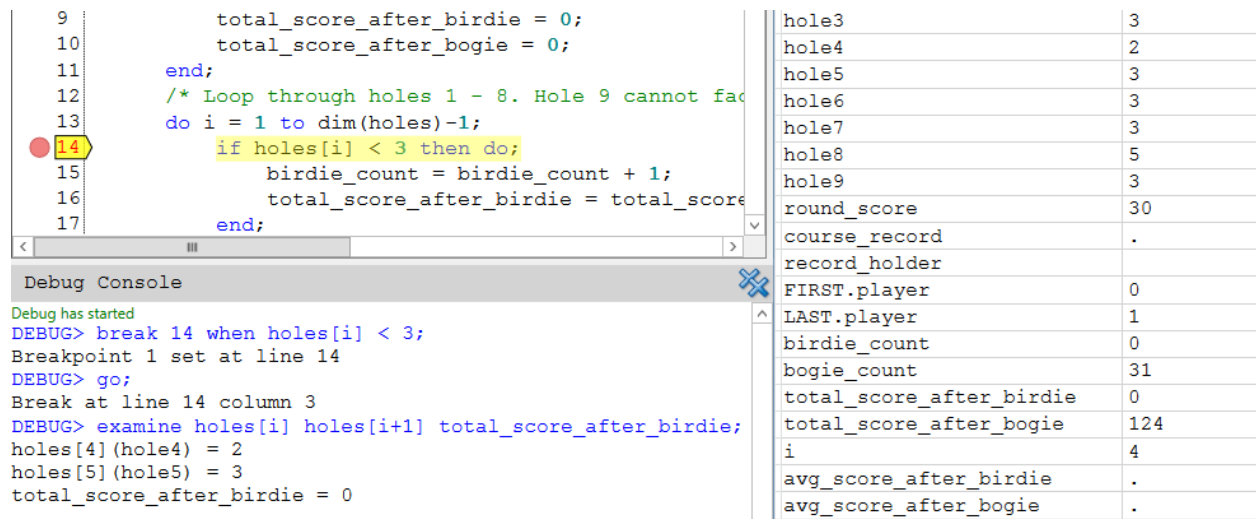 9 total_score_after_birdie = 0;
10 total_score_after_bogie = 0;
11 end;
12 /* Loop through holes 1 - 8. Hole 9 cannot fac
13 do i = 1 to dim(holes)-1;
14 if holes[i] < 3 then do;
15 birdie_count = birdie_count + 1;
16 total_score_after_birdie = total_score
17 end;
Debug Console
Debug has started
DEBUG> break 14 when holes[i] < 3;
Breakpoint 1 set at line 14
DEBUG> go;
Break at line 14 column 3
DEBUG> examine holes[i] holes[i+1] total_score_after_birdie;
holes[4](hole4) = 2
holes[5](hole5) = 3
total_score_after_birdie = 0
hole3 3
hole4 2
hole5 3
hole6 3
hole7 3
hole8 5
hole9 3
round_score 30
course_record .
record_holder
FIRST.player 0
LAST.player 1
birdie_count 0
bogie_count 31
total_score_after_birdie 0
total_score_after_bogie 124
i 4
avg_score_after_birdie .
avg_score_after_bogie .